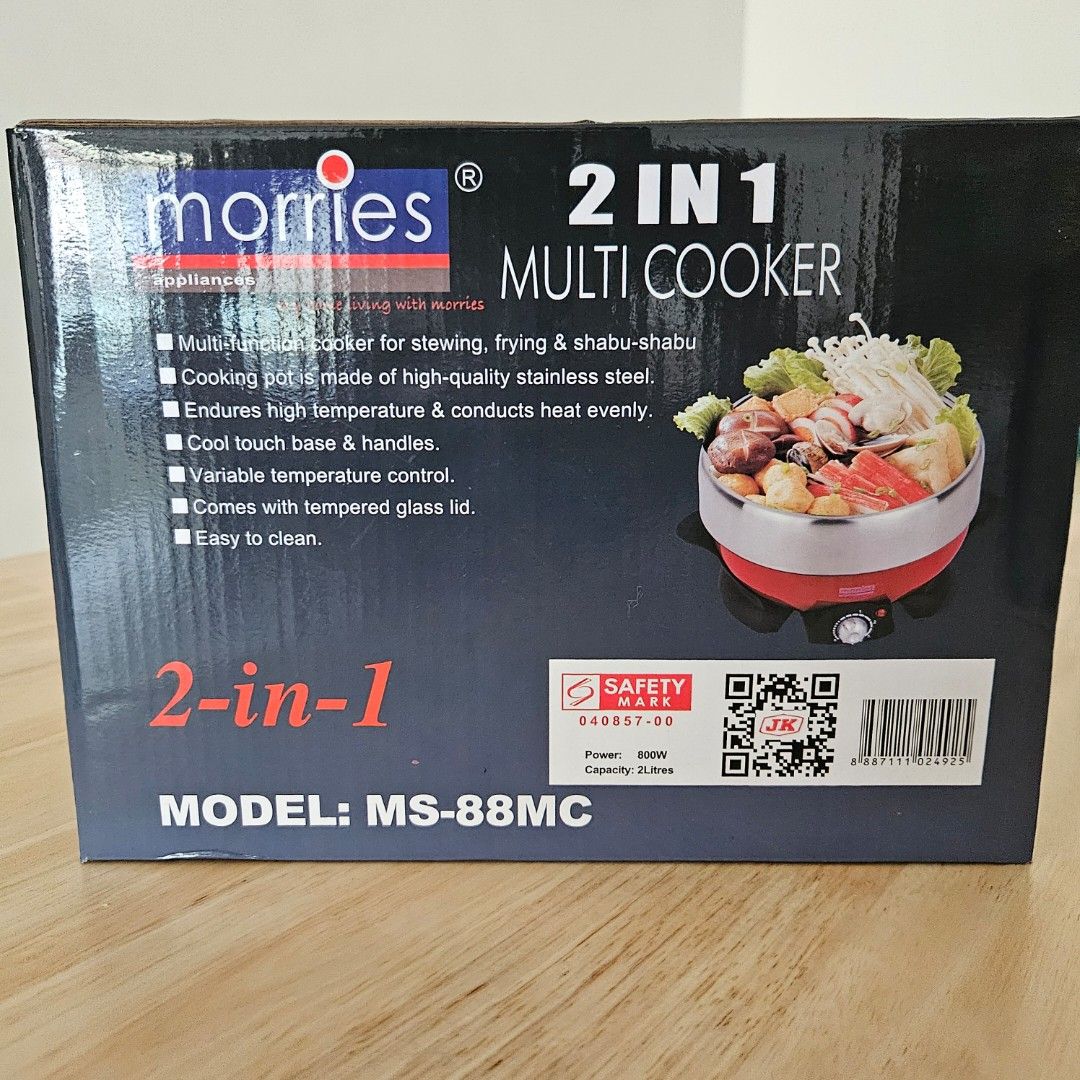 morries®
appliances
living with morries
2 IN 1
MULTI COOKER
Multi-function cooker for stewing, frying & shabu-shabu
Cooking pot is made of high-quality stainless steel.
Endures high temperature & conducts heat evenly.
Cool touch base & handles.
Variable temperature control.
Comes with tempered glass lid.
Easy to clean.
morries
2-in-1
SAFETY
MARK
040857-00
Power: 800W
Capacity: 2Litres
JK
8 887111 024925
MODEL: MS-88MC